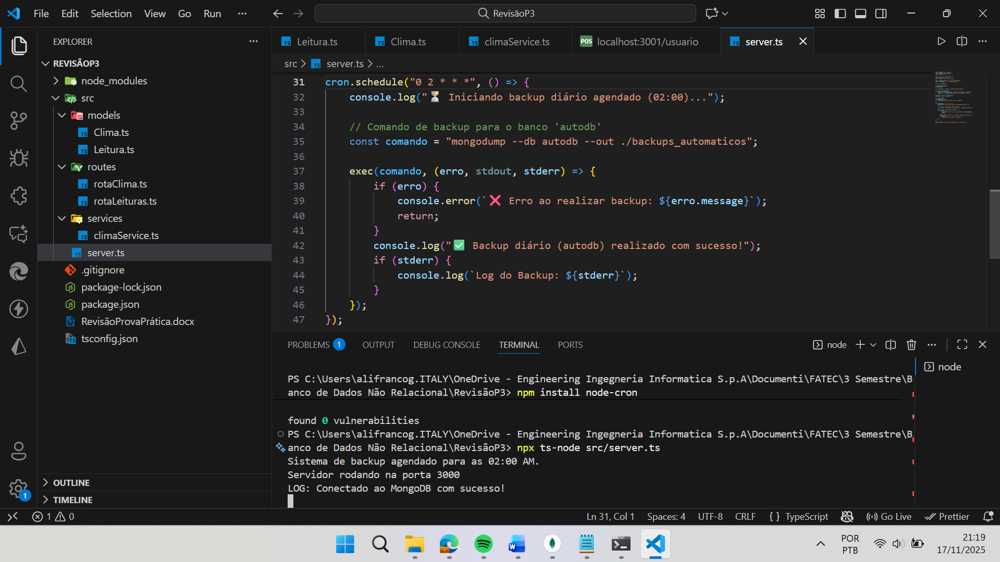 File Edit Selection View Go Run ···
RevisãoP3
EXPLORER
REVISÃOP3
node_modules
src
models
Clima.ts
Leitura.ts
routes
rotaClima.ts
rotaLeituras.ts
services
climaService.ts
server.ts
.gitignore
package-lock.json
package.json
RevisãoProvaPrática.docx
tsconfig.json
OUTLINE
TIMELINE
Leitura.ts Clima.ts climaService.ts POS localhost:3001/usuario server.ts
src > server.ts > ...
31 cron.schedule("0 2 * * *", () => {
32 console.log("⏳ Iniciando backup diário agendado (02:00)...");
33
34 // Comando de backup para o banco 'autodb'
35 const comando = "mongodump --db autodb --out ./backups_automaticos";
36
37 exec(comando, (erro, stdout, stderr) => {
38 if (erro) {
39 console.error(`❌ Erro ao realizar backup: ${erro.message}`);
40 return;
41 }
42 console.log("✅ Backup diário (autodb) realizado com sucesso!");
43 if (stderr) {
44 console.log(`Log do Backup: ${stderr}`);
45 }
46 });
47 });
PROBLEMS 1 OUTPUT DEBUG CONSOLE TERMINAL PORTS
node
node
PS C:\Users\alifrancog.ITALY\OneDrive - Engineering Ingegneria Informatica S.p.A\Documenti\FATEC\3 Semestre\B
anco de Dados Não Relacional\RevisãoP3> npm install node-cron
found 0 vulnerabilities
PS C:\Users\alifrancog.ITALY\OneDrive - Engineering Ingegneria Informatica S.p.A\Documenti\FATEC\3 Semestre\B
anco de Dados Não Relacional\RevisãoP3> npx ts-node src/server.ts
Sistema de backup agendado para as 02:00 AM.
Servidor rodando na porta 3000
LOG: Conectado ao MongoDB com sucesso!
1
1 0
Ln 31, Col 1 Spaces: 4 UTF-8 CRLF { } TypeScript Go Live Prettier
POR
PTB
21:19
17/11/2025